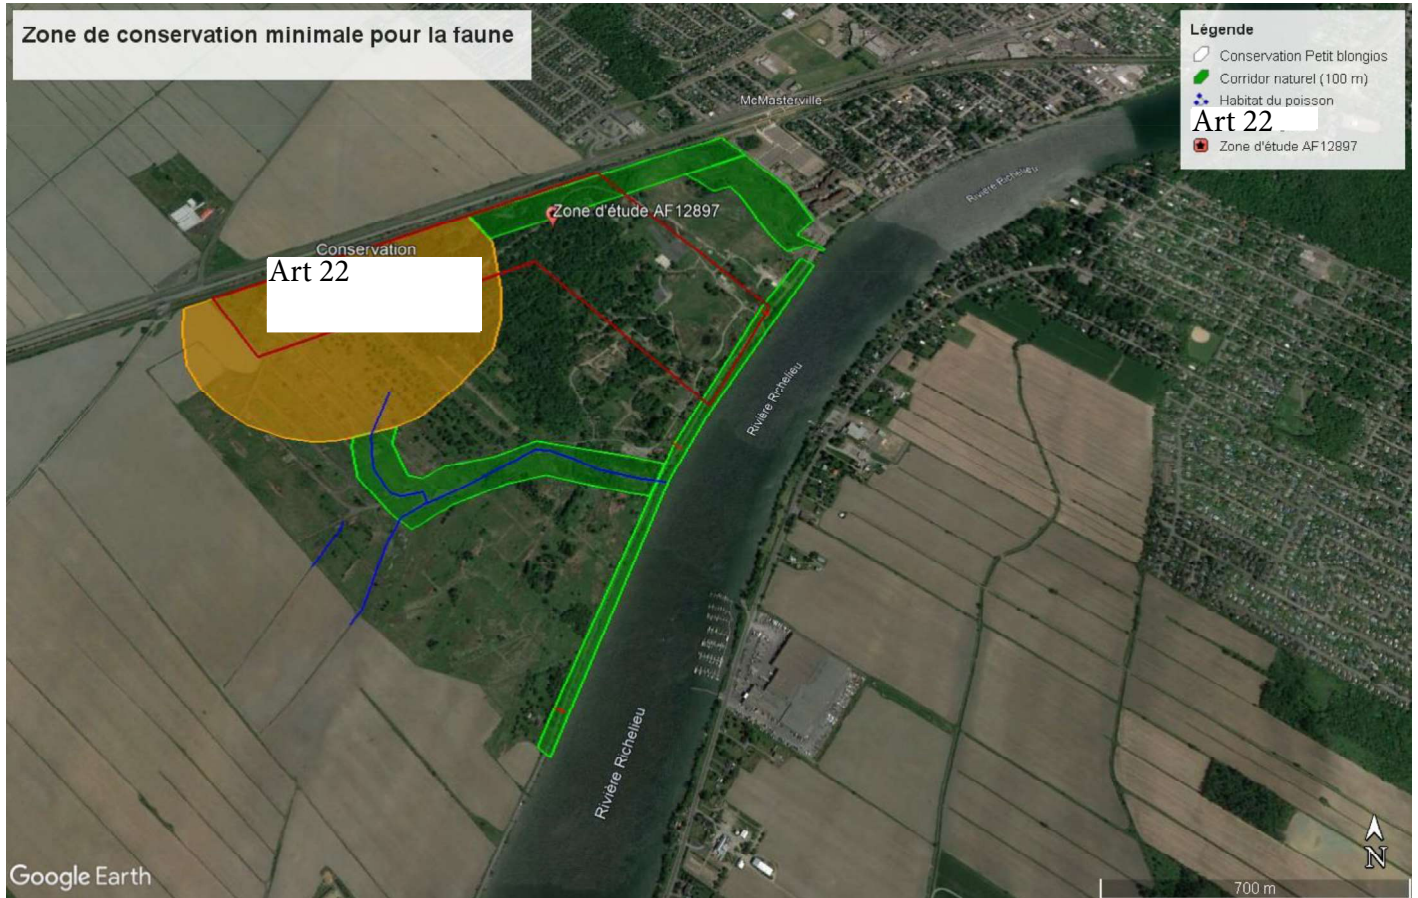 Zone de conservation minimale pour la faune
Légende
Conservation Petit blongios
Corridor naturel (100 m)
Habitat du poisson
Art 22
Zone d'étude AF12897
McMasterville
Rivière Richelieu
Zone d'étude AF12897
Conservation
Art 22
Rivière Richelieu
Rivière Richelieu
N
Google Earth
700 m